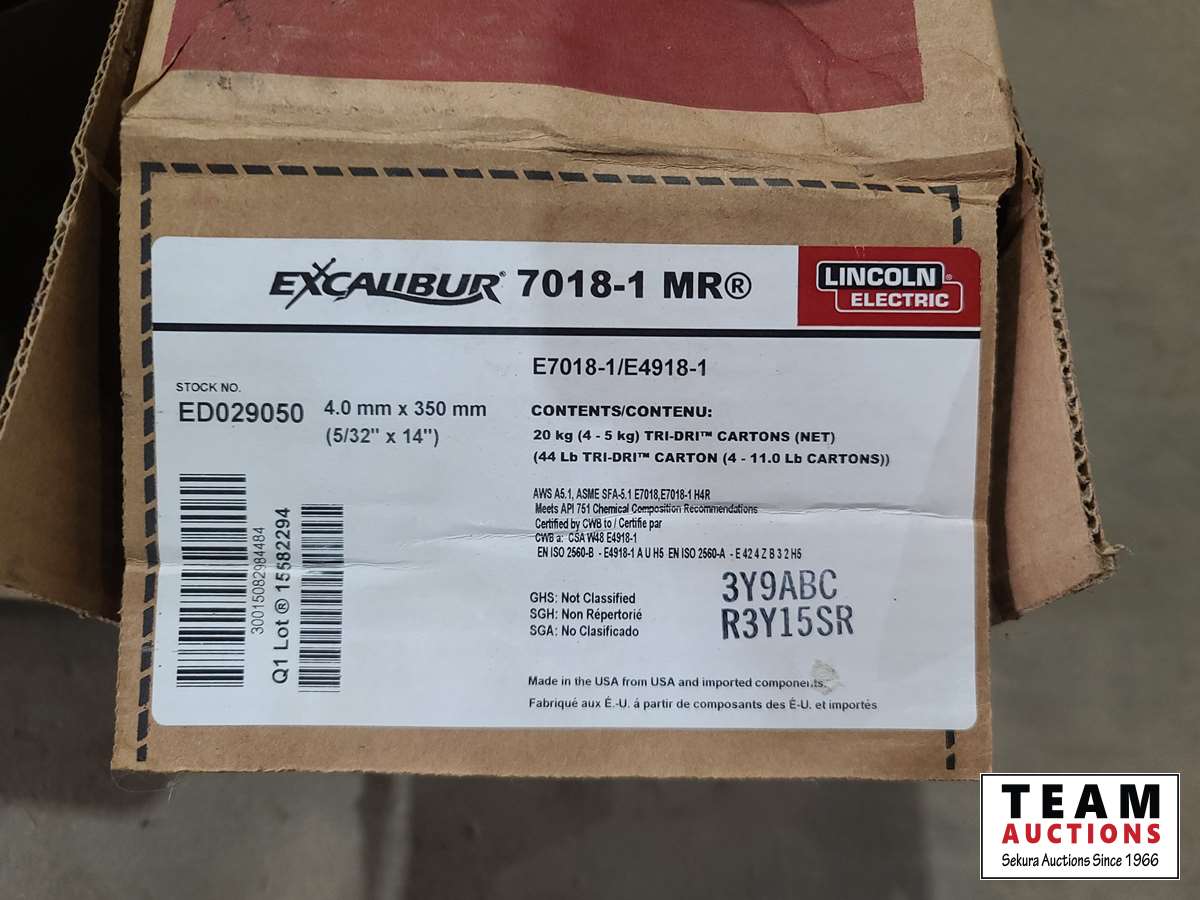 EXCALIBUR® 7018-1 MR®
LINCOLN®
ELECTRIC
E7018-1/E4918-1
STOCK NO.
ED029050
4.0 mm x 350 mm
(5/32" x 14")
CONTENTS/CONTENU:
20 kg (4 - 5 kg) TRI-DRI™ CARTONS (NET)
(44 Lb TRI-DRI™ CARTON (4 - 11.0 Lb CARTONS))
AWS A5.1, ASME SFA-5.1 E7018,E7018-1 H4R
Meets API 751 Chemical Composition Recommendations
Certified by CWB to / Certifie par
CWB a: CSA W48 E4918-1
EN ISO 2560-B - E4918-1 A U H5 EN ISO 2560-A - E 42 4 Z B 3 2 H5
30015082984484
Q1 Lot ® 15582294
GHS: Not Classified
SGH: Non Répertorié
SGA: No Clasificado
3Y9ABC
R3Y15SR
Made in the USA from USA and imported components.
Fabriqué aux É.-U. á partir de composants des É-U. et importés
TEAM
AUCTIONS
Sekura Auctions Since 1966